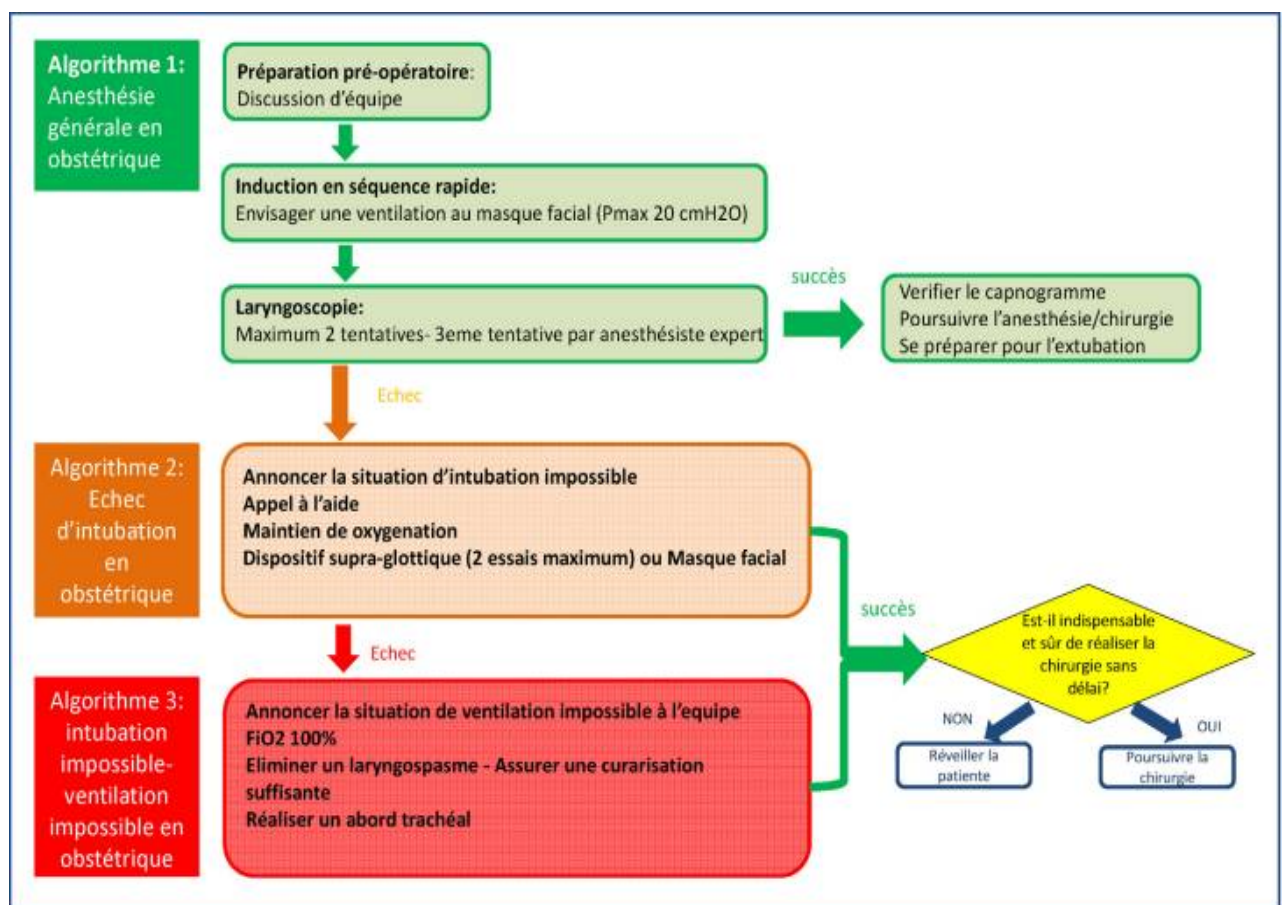 Algorithme 1:
Anesthésie
générale en
obstétrique
Préparation pré-opératoire:
Discussion d'équipe
Induction en séquence rapide:
Envisager une ventilation au masque facial (Pmax 20 cmH2O)
Laryngoscopie:
Maximum 2 tentatives- 3eme tentative par anesthésiste expert
succès
Verifier le capnogramme
Poursuivre l'anesthésie/chirurgie
Se préparer pour l'extubation
Echec
Algorithme 2:
Echec
d'intubation
en
obstétrique
Annoncer la situation d'intubation impossible
Appel à l'aide
Maintien de oxygenation
Dispositif supra-glottique (2 essais maximum) ou Masque facial
succès
Est-il indispensable
et sûr de réaliser la
chirurgie sans
délai?
NON
OUI
Réveiller la
patiente
Poursuivre la
chirurgie
Echec
Algorithme 3:
intubation
impossible-
ventilation
impossible en
obstétrique
Annoncer la situation de ventilation impossible à l'equipe
FiO2 100%
Eliminer un laryngospasme - Assurer une curarisation
suffisante
Réaliser un abord trachéal